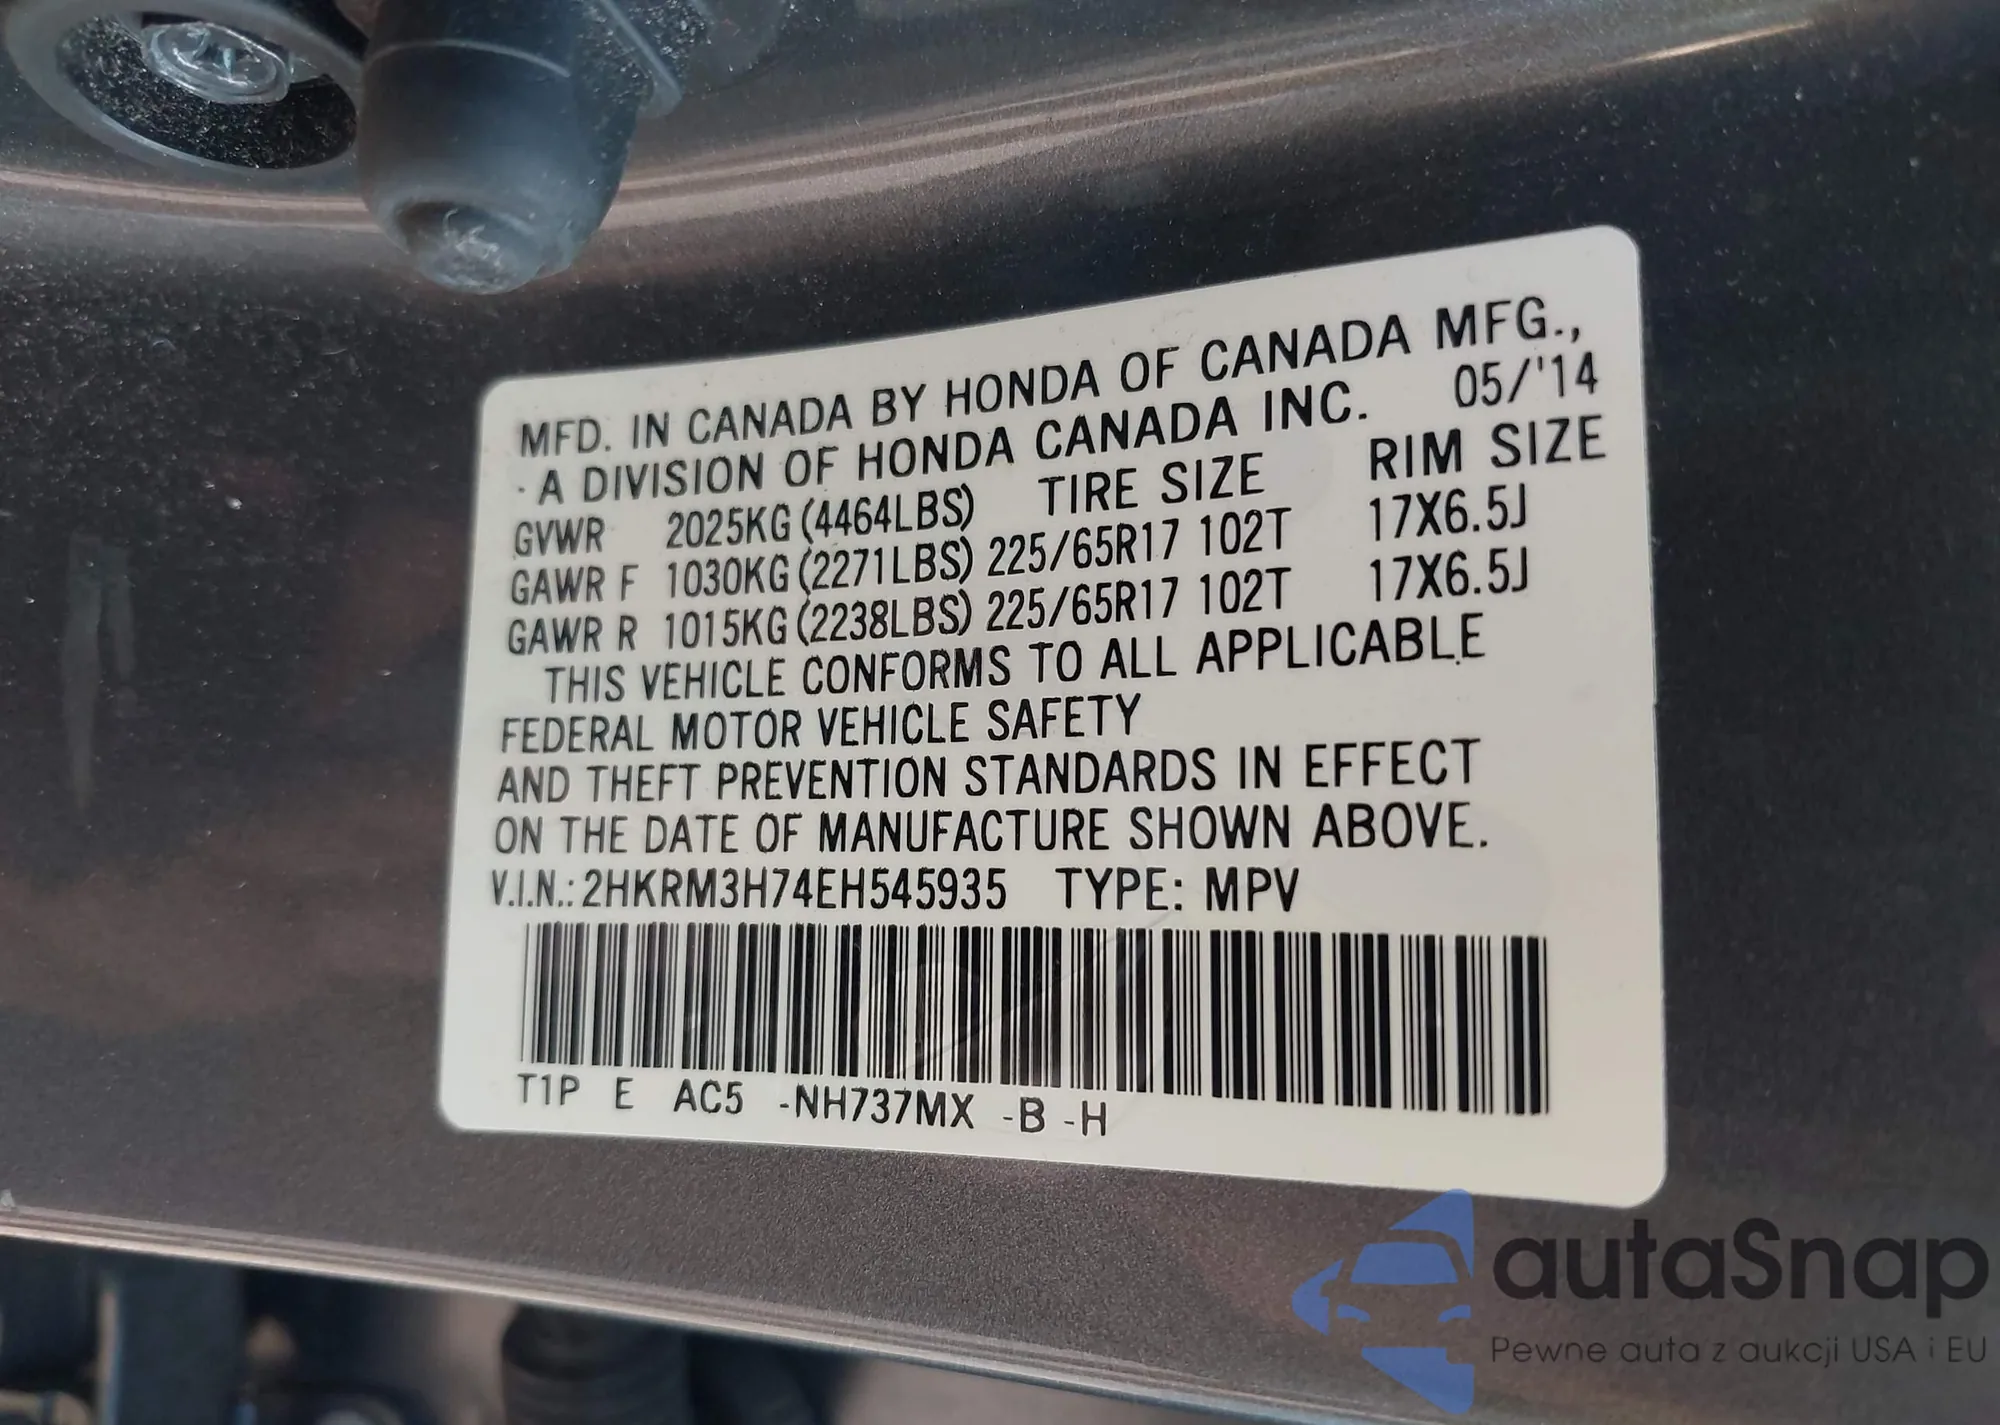 MFD. IN CANADA BY HONDA OF CANADA MFG.,
· A DIVISION OF HONDA CANADA INC. 05/'14
GVWR 2025KG (4464LBS) TIRE SIZE RIM SIZE
GAWR F 1030KG (2271LBS) 225/65R17 102T 17X6.5J
GAWR R 1015KG (2238LBS) 225/65R17 102T 17X6.5J
THIS VEHICLE CONFORMS TO ALL APPLICABLE
FEDERAL MOTOR VEHICLE SAFETY
AND THEFT PREVENTION STANDARDS IN EFFECT
ON THE DATE OF MANUFACTURE SHOWN ABOVE.
V.I.N.: 2HKRM3H74EH545935 TYPE: MPV
T1P E AC5 -NH737MX -B -H
autaSnap
Pewne auta z aukcji USA i EU